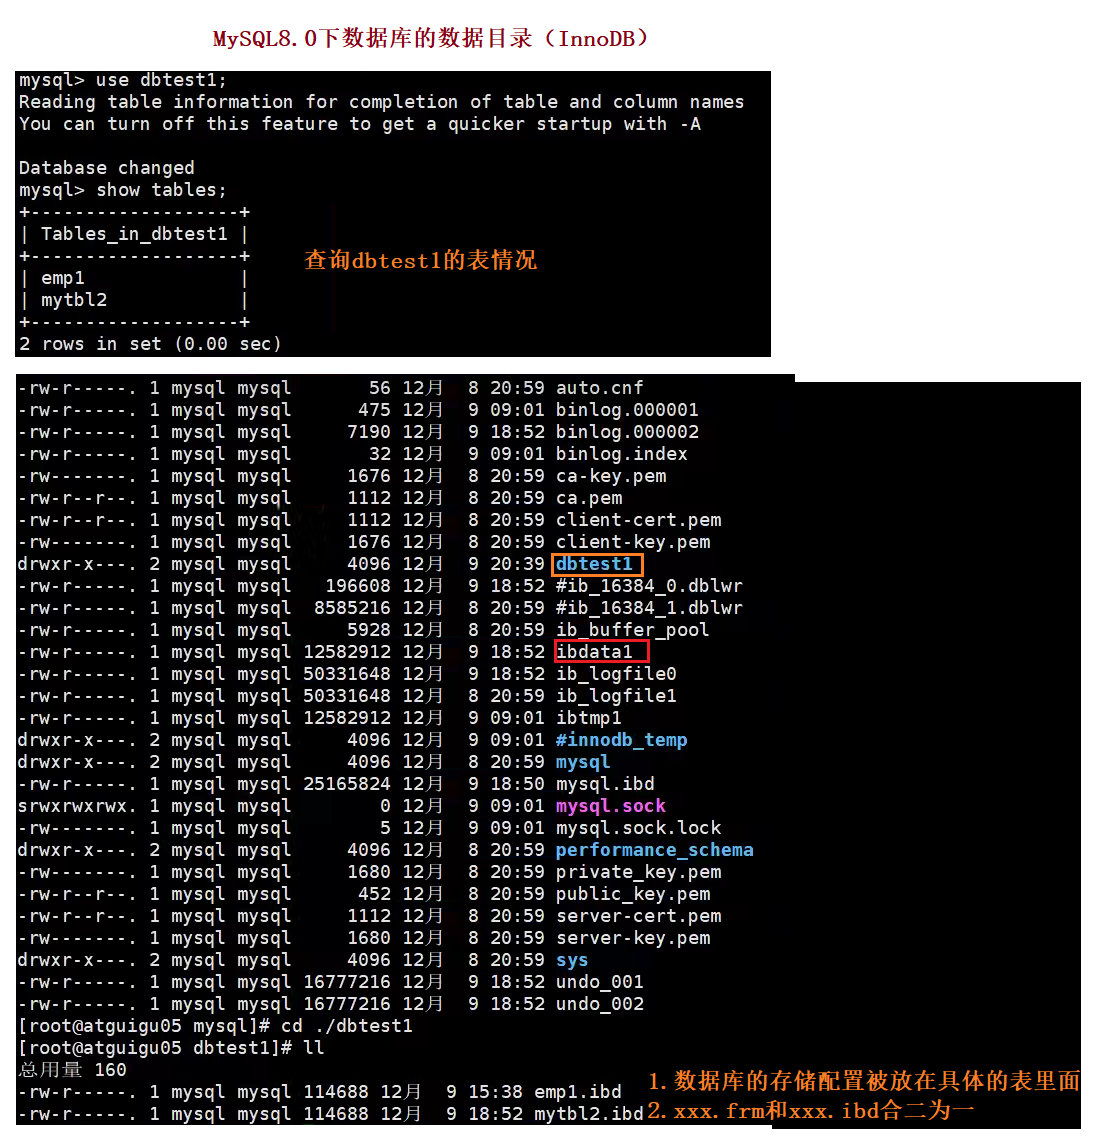 MySQL8.0下数据库的数据目录（InnoDB）
mysql> use dbtest1;
Reading table information for completion of table and column names
You can turn off this feature to get a quicker startup with -A
Database changed
mysql> show tables;
+-------------------+
| Tables_in_dbtest1 |
+-------------------+
| emp1              |
| mytbl2            |
+-------------------+
查询dbtest1的表情况
2 rows in set (0.00 sec)
-rw-r-----. 1 mysql mysql       56 12月  8 20:59 auto.cnf
-rw-r-----. 1 mysql mysql      475 12月  9 09:01 binlog.000001
-rw-r-----. 1 mysql mysql     7190 12月  9 18:52 binlog.000002
-rw-r-----. 1 mysql mysql       32 12月  9 09:01 binlog.index
-rw-------. 1 mysql mysql     1676 12月  8 20:59 ca-key.pem
-rw-r--r--. 1 mysql mysql     1112 12月  8 20:59 ca.pem
-rw-r--r--. 1 mysql mysql     1112 12月  8 20:59 client-cert.pem
-rw-------. 1 mysql mysql     1676 12月  8 20:59 client-key.pem
drwxr-x---. 2 mysql mysql     4096 12月  9 20:39 dbtest1
-rw-r-----. 1 mysql mysql   196608 12月  9 18:52 #ib_16384_0.dblwr
-rw-r-----. 1 mysql mysql  8585216 12月  8 20:59 #ib_16384_1.dblwr
-rw-r-----. 1 mysql mysql     5928 12月  8 20:59 ib_buffer_pool
-rw-r-----. 1 mysql mysql 12582912 12月  9 18:52 ibdata1
-rw-r-----. 1 mysql mysql 50331648 12月  9 18:52 ib_logfile0
-rw-r-----. 1 mysql mysql 50331648 12月  8 20:59 ib_logfile1
-rw-r-----. 1 mysql mysql 12582912 12月  9 09:01 ibtmp1
drwxr-x---. 2 mysql mysql     4096 12月  9 09:01 #innodb_temp
drwxr-x---. 2 mysql mysql     4096 12月  8 20:59 mysql
-rw-r-----. 1 mysql mysql 25165824 12月  9 18:50 mysql.ibd
srwxrwxrwx. 1 mysql mysql        0 12月  9 09:01 mysql.sock
-rw-------. 1 mysql mysql        5 12月  9 09:01 mysql.sock.lock
drwxr-x---. 2 mysql mysql     4096 12月  8 20:59 performance_schema
-rw-------. 1 mysql mysql     1680 12月  8 20:59 private_key.pem
-rw-r--r--. 1 mysql mysql      452 12月  8 20:59 public_key.pem
-rw-r--r--. 1 mysql mysql     1112 12月  8 20:59 server-cert.pem
-rw-------. 1 mysql mysql     1680 12月  8 20:59 server-key.pem
drwxr-x---. 2 mysql mysql     4096 12月  8 20:59 sys
-rw-r-----. 1 mysql mysql 16777216 12月  9 18:52 undo_001
-rw-r-----. 1 mysql mysql 16777216 12月  9 18:52 undo_002
[root@atguigu05 mysql]# cd ./dbtest1
[root@atguigu05 dbtest1]# ll
总用量 160
-rw-r-----. 1 mysql mysql 114688 12月  9 15:38 emp1.ibd
-rw-r-----. 1 mysql mysql 114688 12月  9 18:52 mytbl2.ibd
1.数据库的存储配置被放在具体的表里面
2.xxx.frm和xxx.ibd合二为一